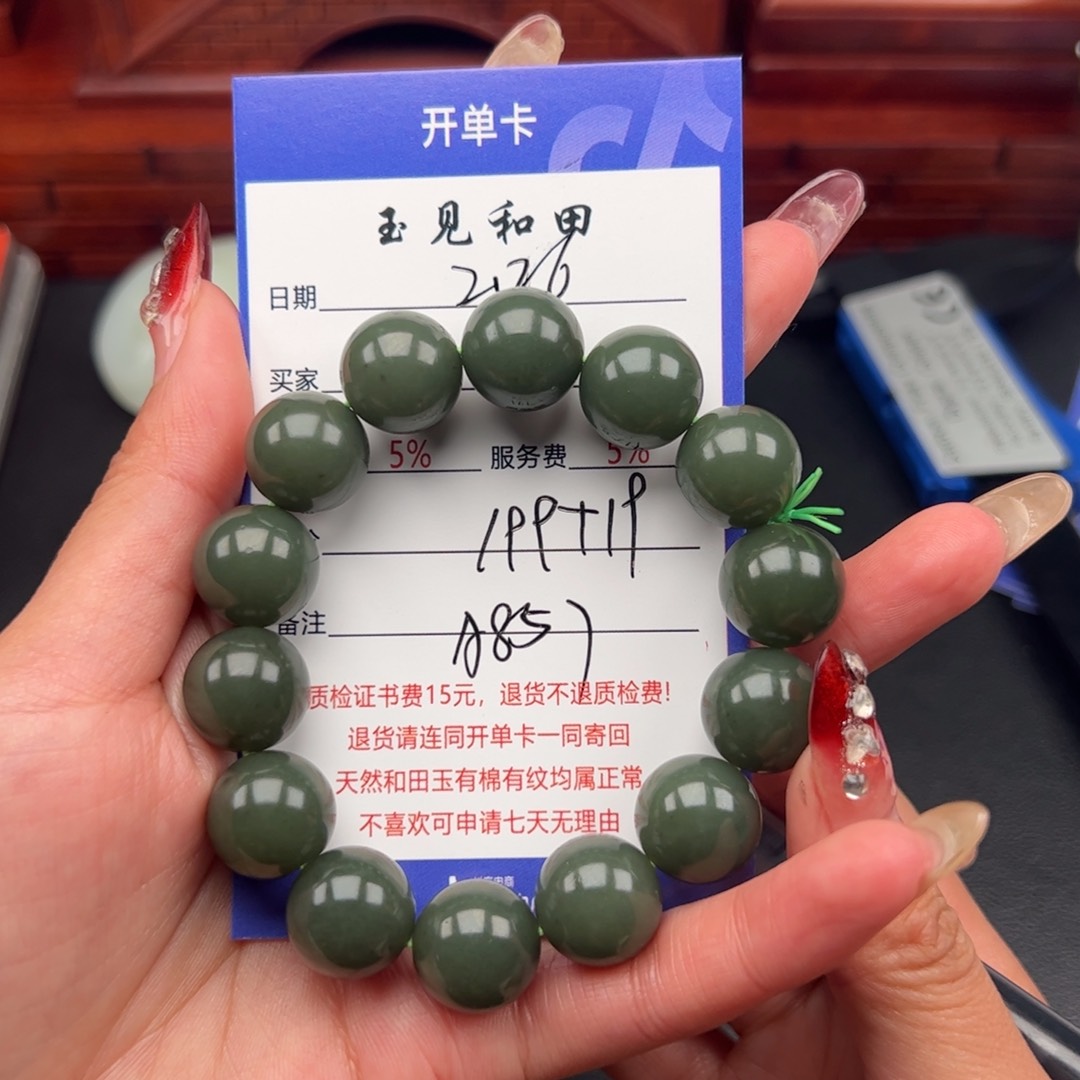 开单卡
玉见和田
日期 2.26
买家
5% 服务费 5%
199+19
备注
质检证书费15元，退货不退质检费!
退货请连同开单卡一同寄回
天然和田玉有棉有纹均属正常
不喜欢可申请七天无理由